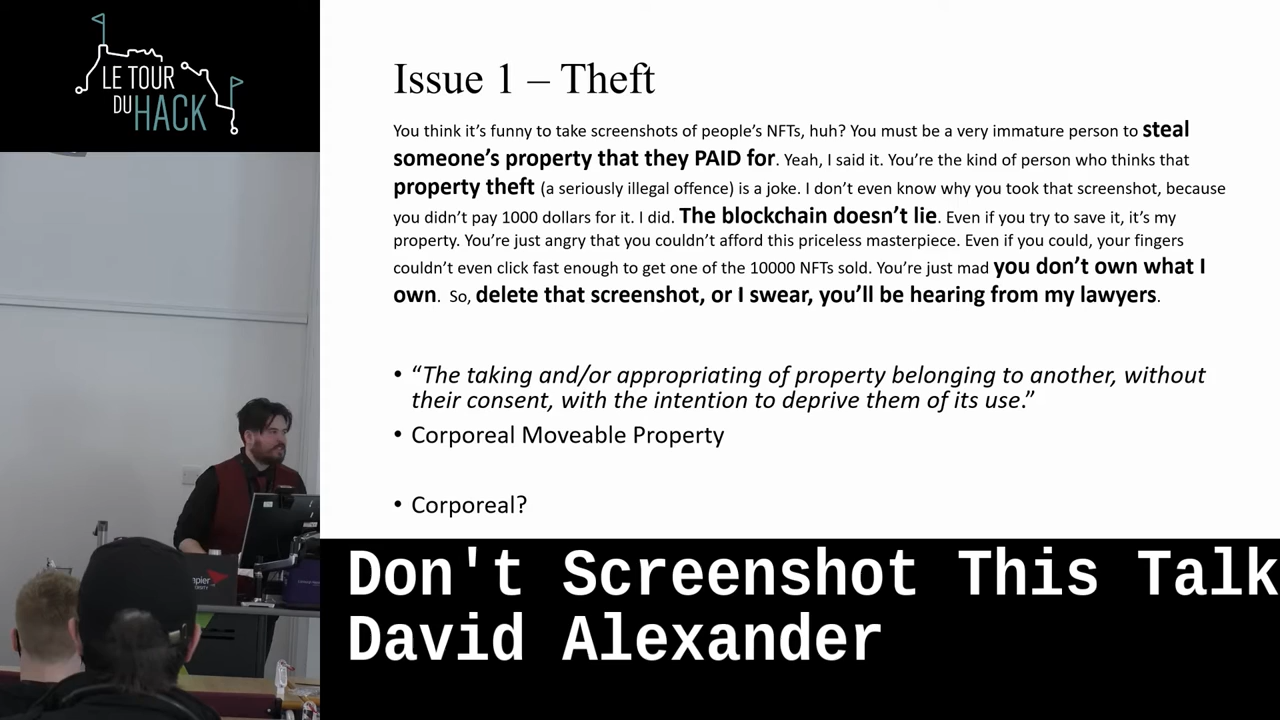 LE TOUR
DU HACK
Issue 1 – Theft
You think it’s funny to take screenshots of people’s NFTs, huh? You must be a very immature person to steal
someone’s property that they PAID for. Yeah, I said it. You’re the kind of person who thinks that
property theft (a seriously illegal offence) is a joke. I don’t even know why you took that screenshot, because
you didn’t pay 1000 dollars for it. I did. The blockchain doesn’t lie. Even if you try to save it, it’s my
property. You’re just angry that you couldn’t afford this priceless masterpiece. Even if you could, your fingers
couldn’t even click fast enough to get one of the 10000 NFTs sold. You’re just mad you don’t own what I
own. So, delete that screenshot, or I swear, you’ll be hearing from my lawyers.
• “The taking and/or appropriating of property belonging to another, without
their consent, with the intention to deprive them of its use.”
• Corporeal Moveable Property
• Corporeal?
Don't Screenshot This Talk
David Alexander